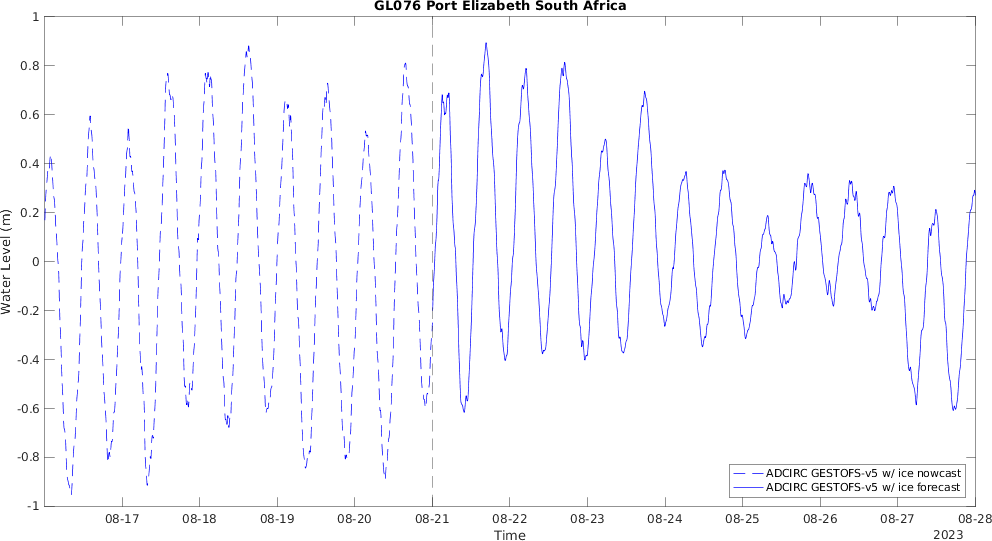 GL076 Port Elizabeth South Africa
1
0.8
0.6
0.4
0.2
0
-0.2
-0.4
-0.6
-0.8
-1
Water Level (m)
ADCIRC GESTOFS-v5 w/ ice nowcast
ADCIRC GESTOFS-v5 w/ ice forecast
08-17 08-18 08-19 08-20 08-21 08-22 08-23 08-24 08-25 08-26 08-27 08-28
Time
2023